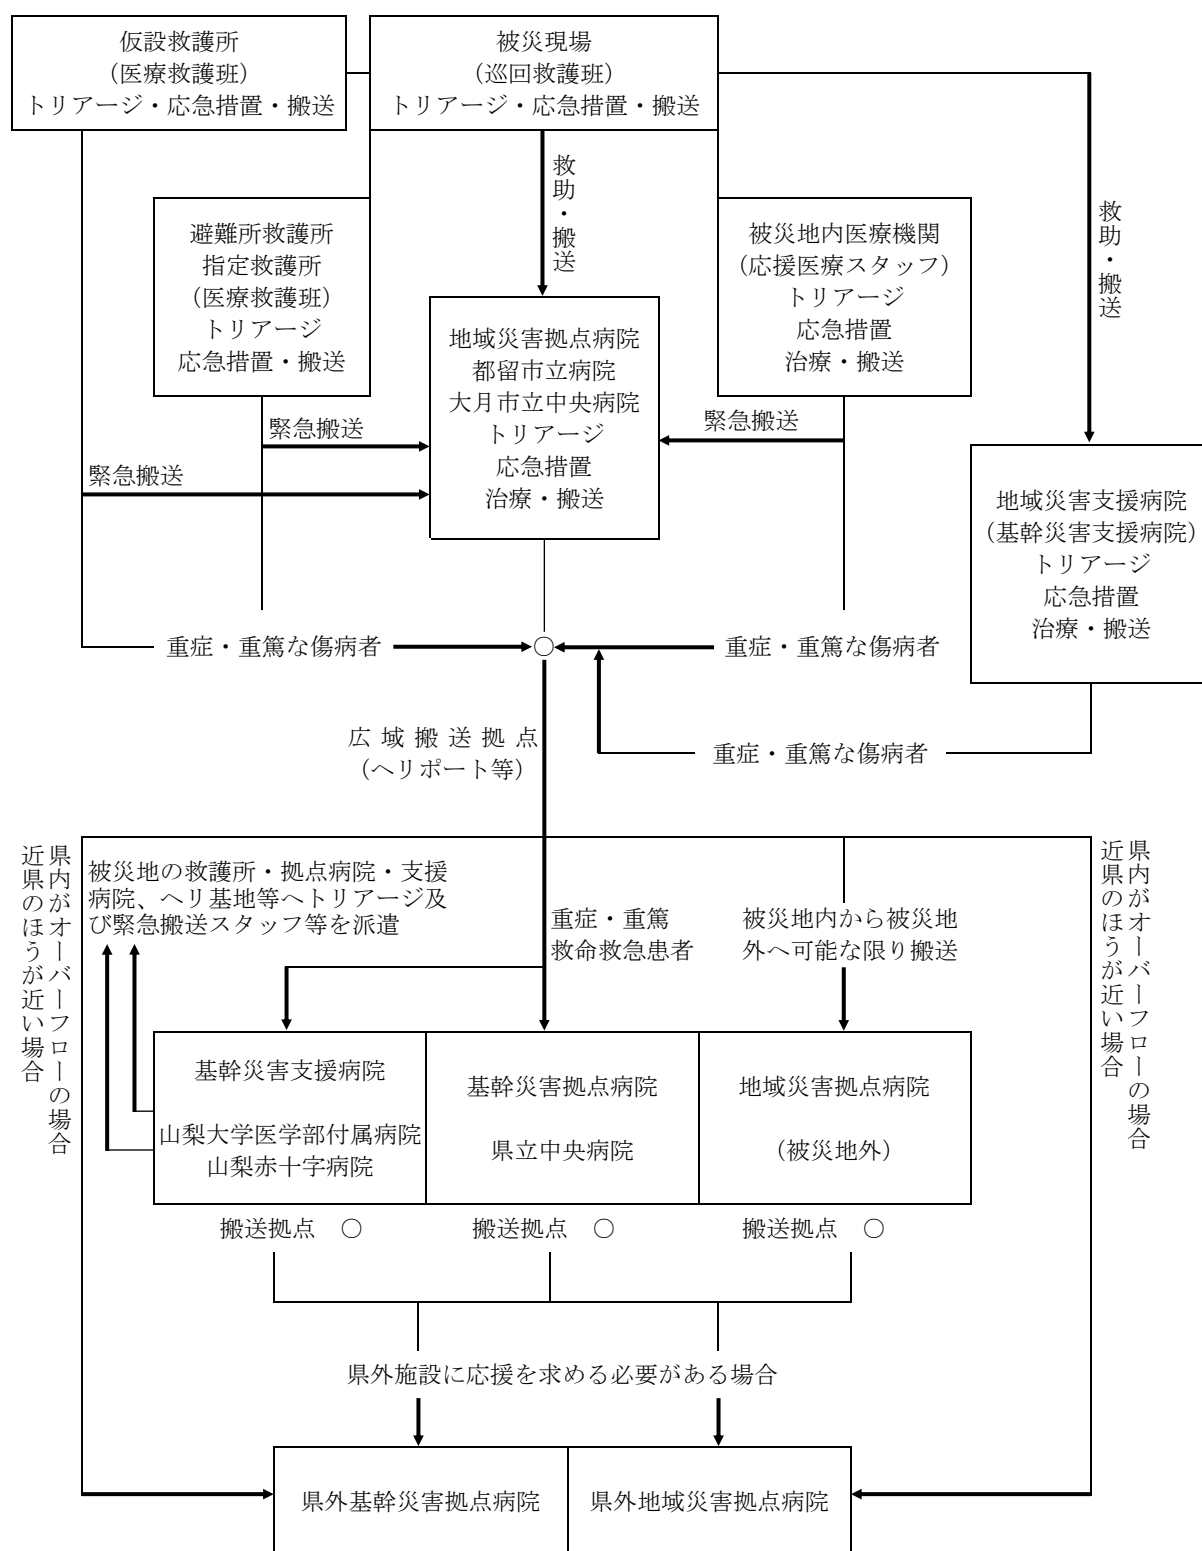 仮設救護所
（医療救護班）
トリアージ・応急措置・搬送
被災現場
（巡回救護班）
トリアージ・応急措置・搬送
救助・搬送
救助・搬送
避難所救護所
指定救護所
（医療救護班）
トリアージ
応急措置・搬送
被災地内医療機関
（応援医療スタッフ）
トリアージ
応急措置
治療・搬送
地域災害拠点病院
都留市立病院
大月市立中央病院
トリアージ
応急措置
治療・搬送
緊急搬送
緊急搬送
緊急搬送
地域災害支援病院
（基幹災害支援病院）
トリアージ
応急措置
治療・搬送
重症・重篤な傷病者
○
重症・重篤な傷病者
広域搬送拠点
（ヘリポート等）
重症・重篤な傷病者
県内がオーバーフローの場合
近県のほうが近い場合
被災地の救護所・拠点病院・支援
病院、ヘリ基地等へトリアージ及
び緊急搬送スタッフ等を派遣
重症・重篤
救命救急患者
被災地内から被災地
外へ可能な限り搬送
県内がオーバーフローの場合
近県のほうが近い場合
基幹災害支援病院
山梨大学医学部付属病院
山梨赤十字病院
基幹災害拠点病院
県立中央病院
地域災害拠点病院
（被災地外）
搬送拠点　○
搬送拠点　○
搬送拠点　○
県外施設に応援を求める必要がある場合
県外基幹災害拠点病院
県外地域災害拠点病院